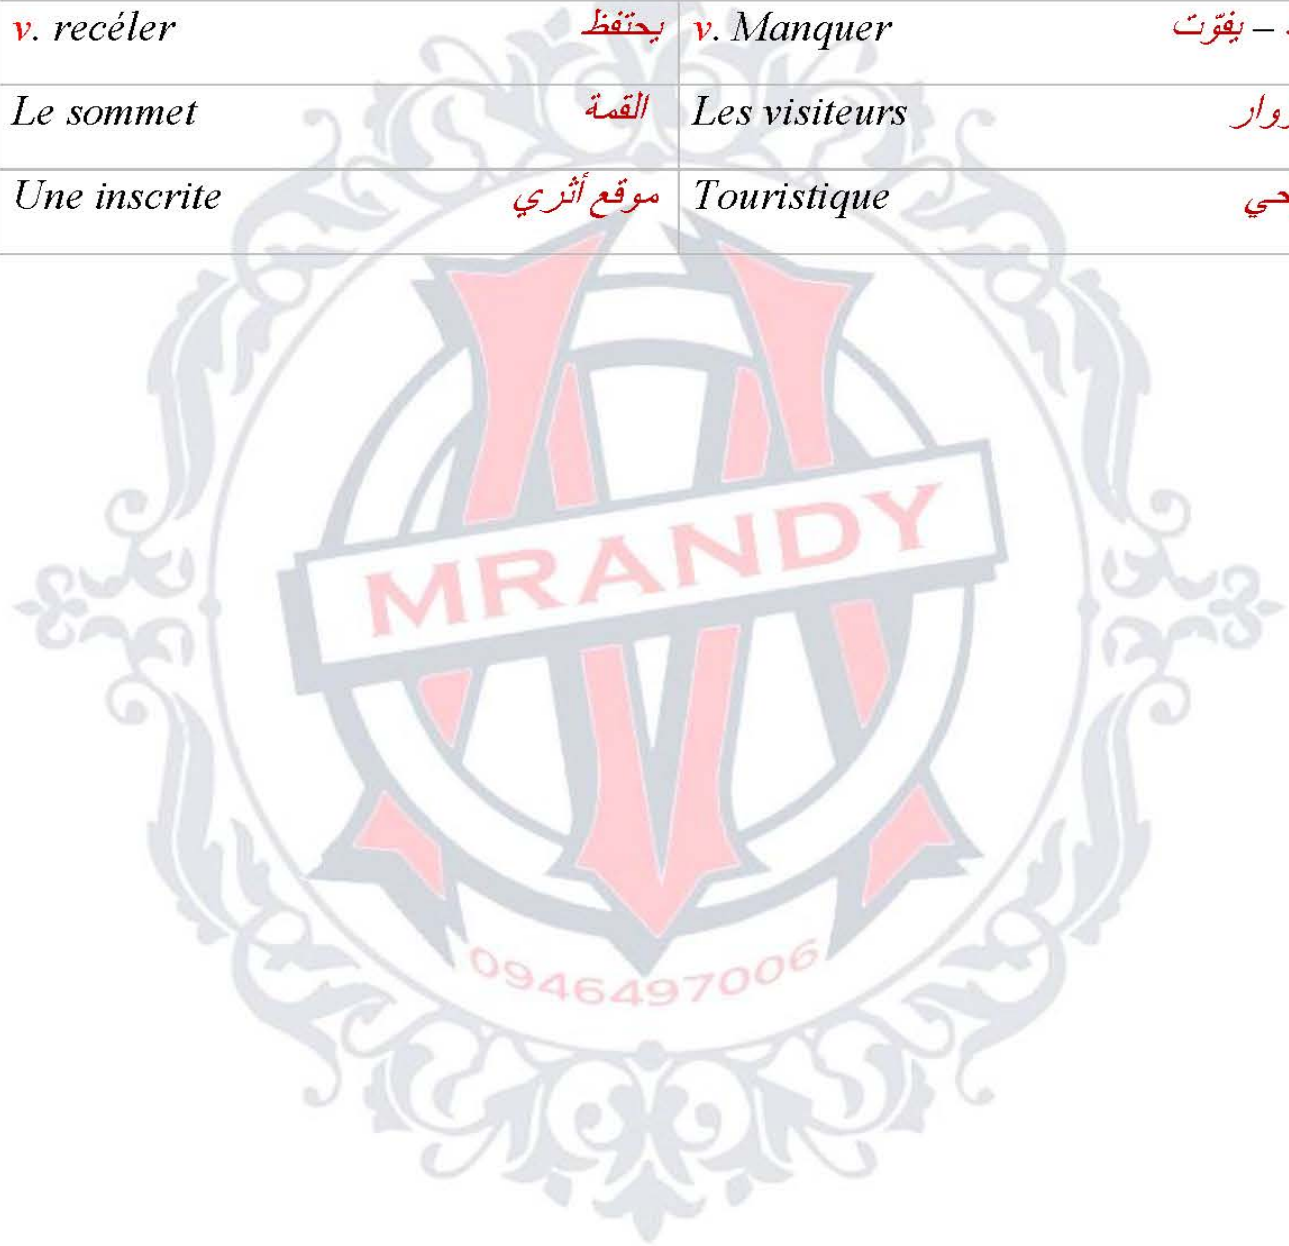 v. recéler يحتفظ v. Manquer – يفوّت
Le sommet القمة Les visiteurs
Une inscrite موقع أثري Touristique
MRANDY
0946497006